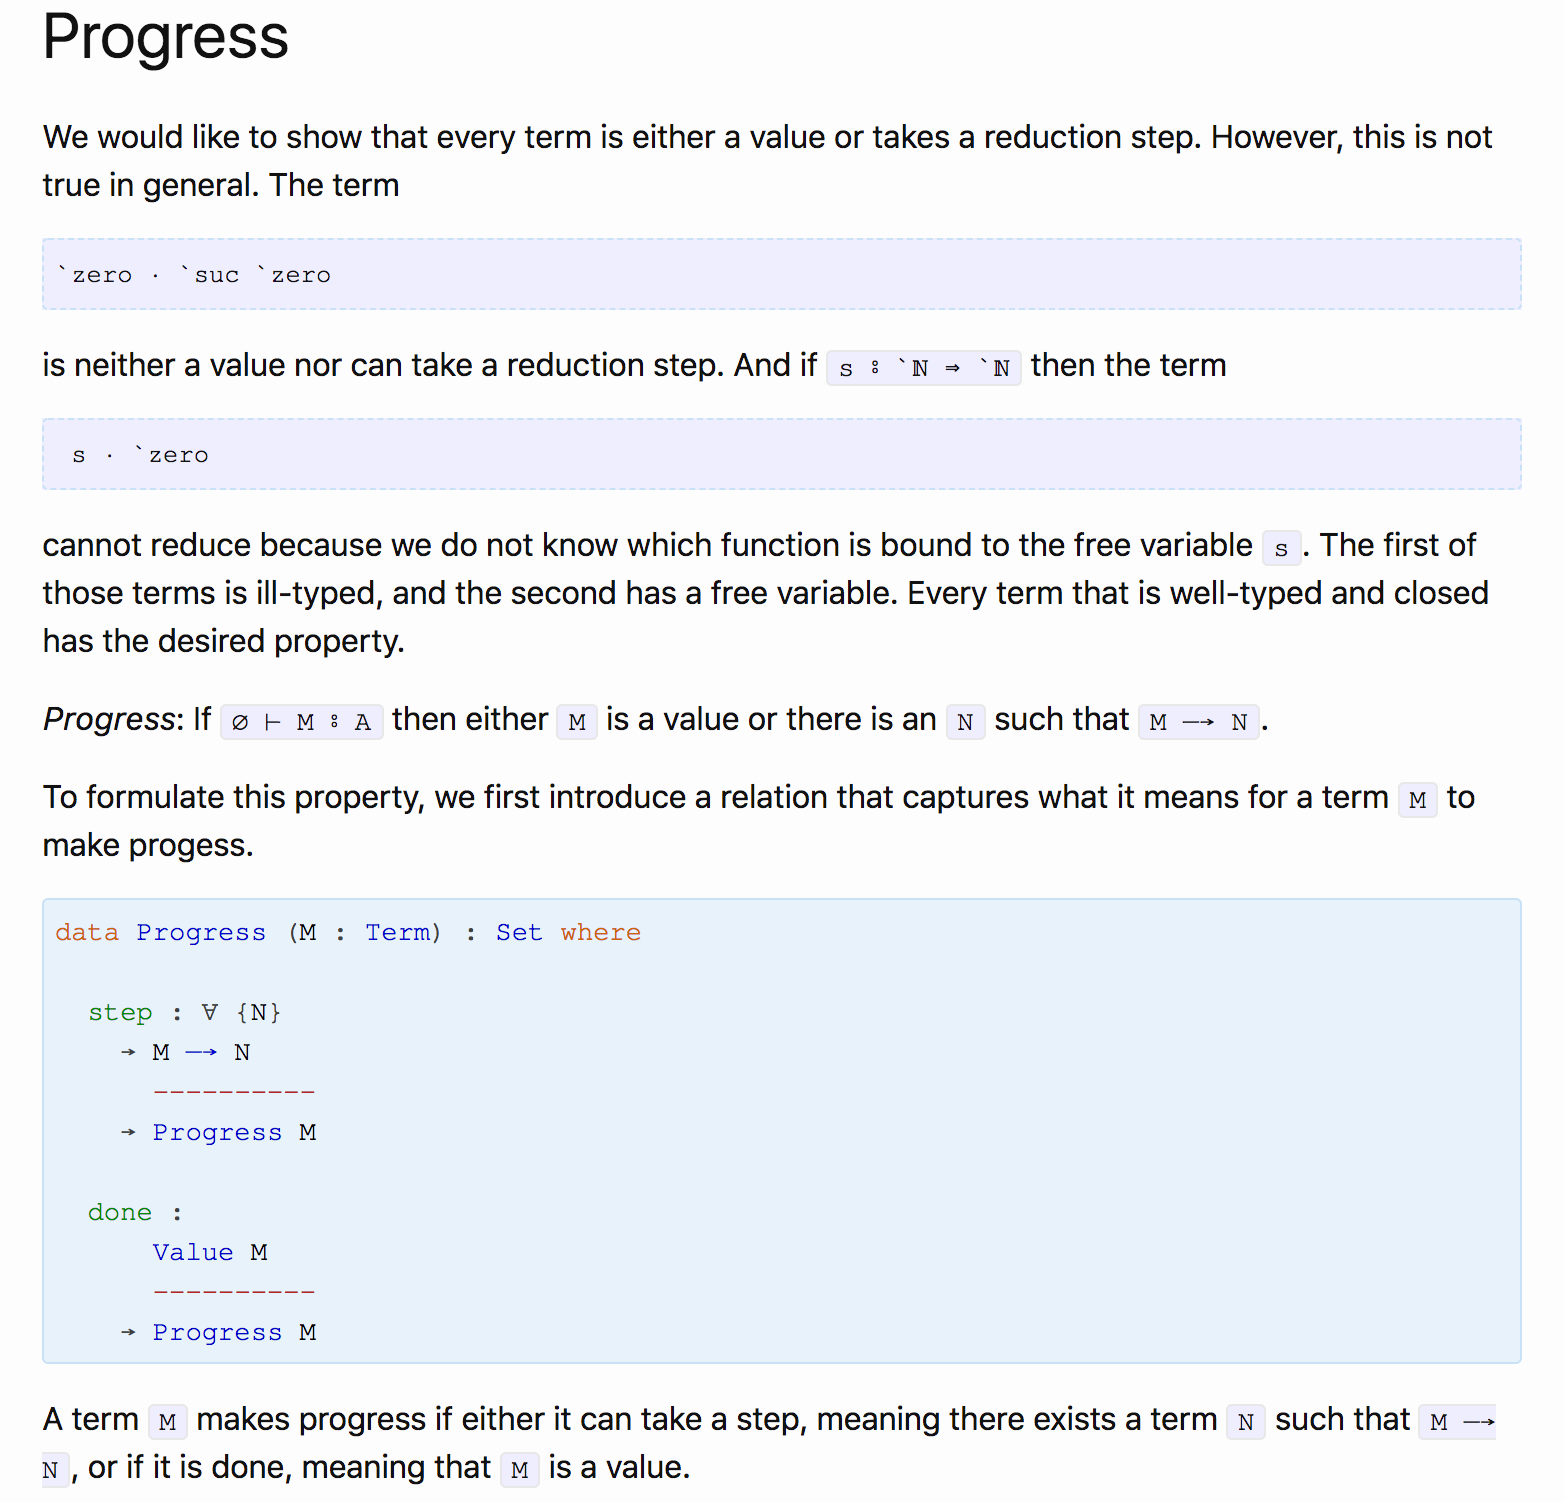 Progress
We would like to show that every term is either a value or takes a reduction step. However, this is not
true in general. The term
`zero · `suc `zero
is neither a value nor can take a reduction step. And if s ⦂ `ℕ ⇒ `ℕ then the term
s · `zero
cannot reduce because we do not know which function is bound to the free variable s. The first of
those terms is ill-typed, and the second has a free variable. Every term that is well-typed and closed
has the desired property.
Progress: If ∅ ⊢ M ⦂ A then either M is a value or there is an N such that M —→ N.
To formulate this property, we first introduce a relation that captures what it means for a term M to
make progess.
data Progress (M : Term) : Set where
step : ∀ {N}
→ M —→ N
----------
→ Progress M
done :
Value M
----------
→ Progress M
A term M makes progress if either it can take a step, meaning there exists a term N such that M —→
N, or if it is done, meaning that M is a value.